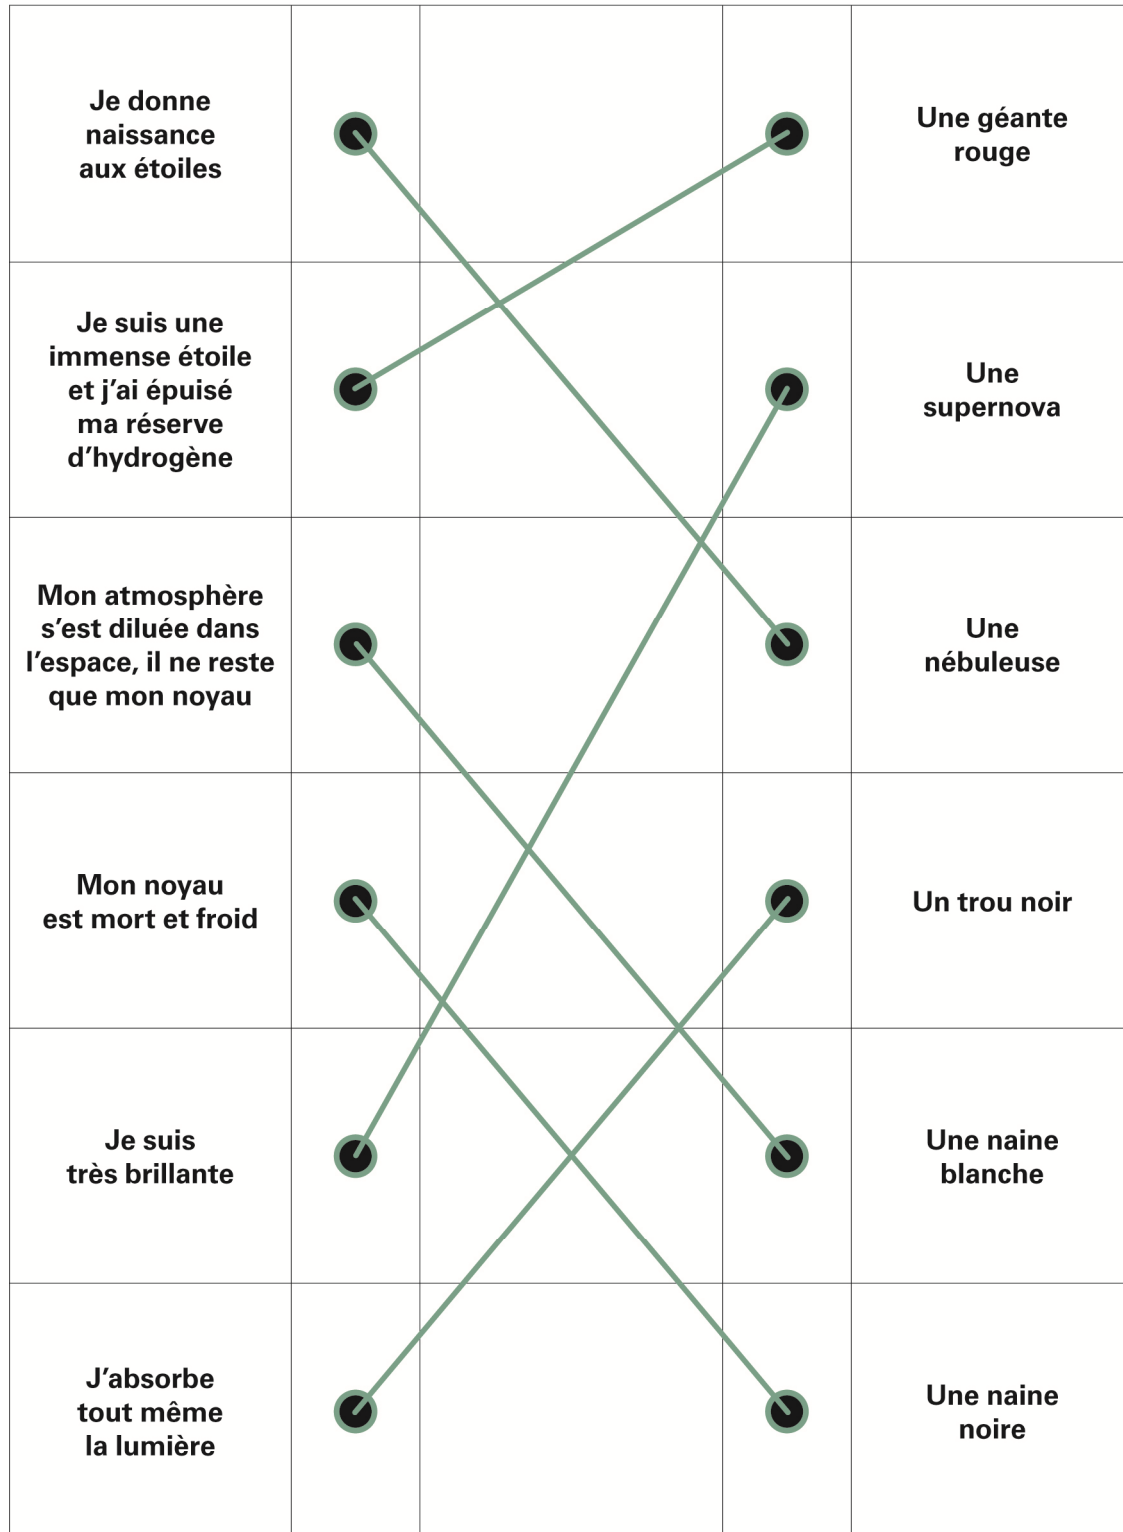 Je donne
naissance
aux étoiles
Une géante
rouge
Je suis une
immense étoile
et j’ai épuisé
ma réserve
d’hydrogène
Une
supernova
Mon atmosphère
s’est diluée dans
l’espace, il ne reste
que mon noyau
Une
nébuleuse
Mon noyau
est mort et froid
Un trou noir
Je suis
très brillante
Une naine
blanche
J’absorbe
tout même
la lumière
Une naine
noire